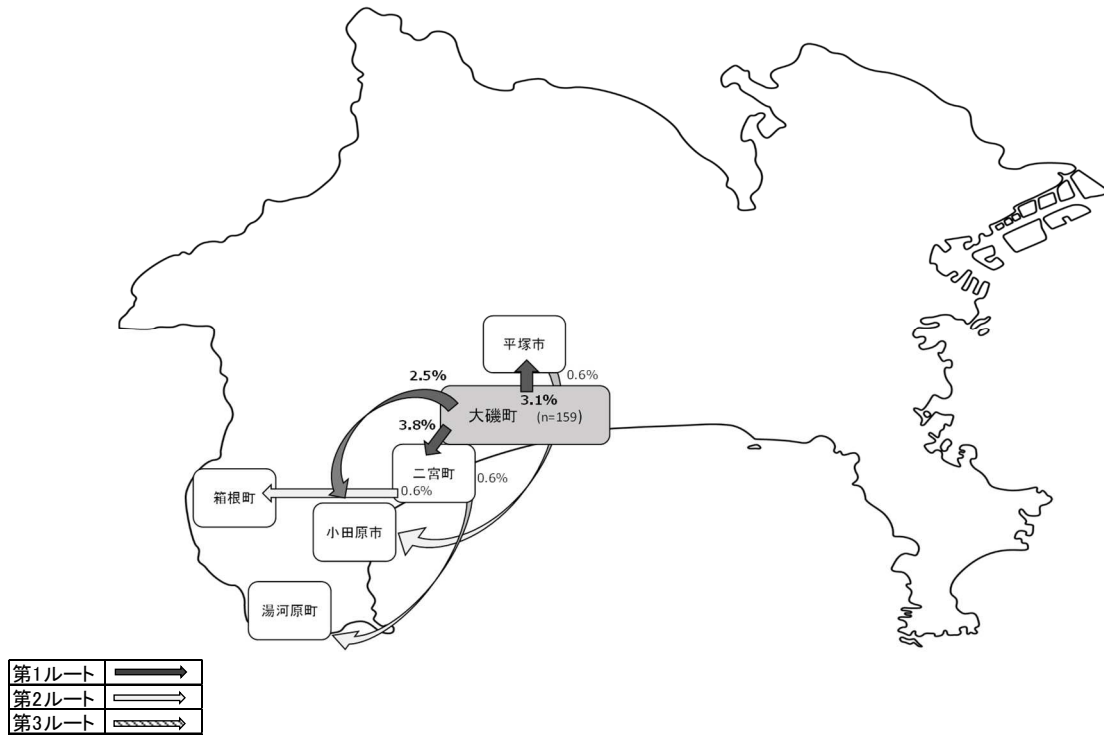 平塚市
2.5%
0.6%
3.1%
大磯町 (n=159)
3.8%
二宮町
0.6%
0.6%
箱根町
小田原市
湯河原町
第1ルート
第2ルート
第3ルート